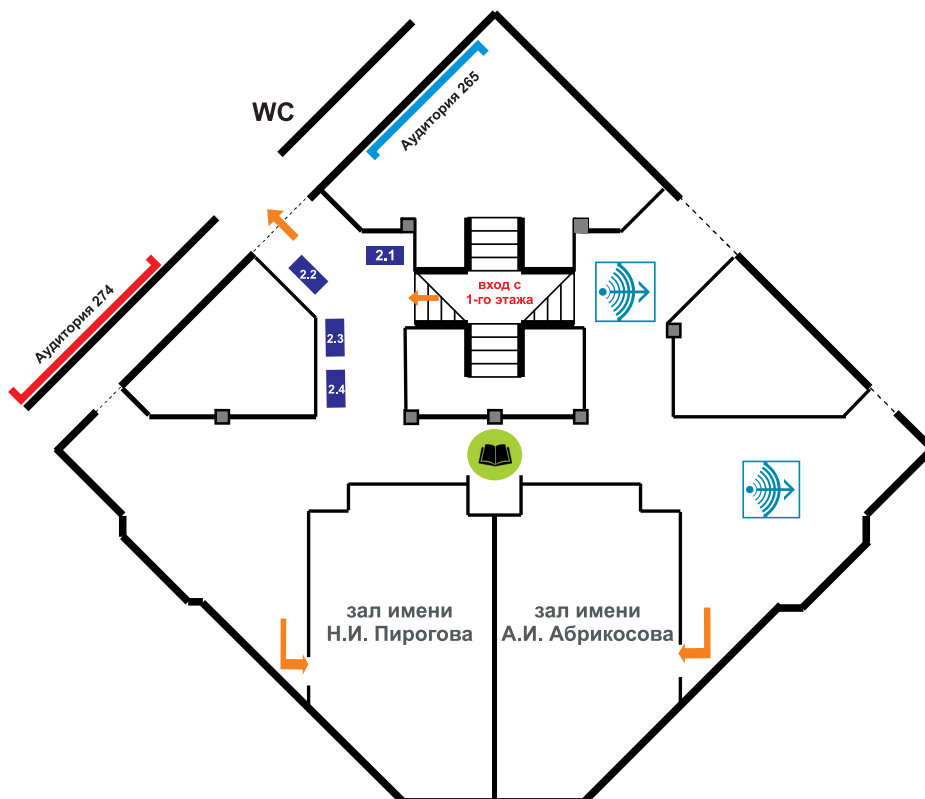 WC
Аудитория 265
2.1
2.2
вход с
1-го этажа
Аудитория 274
2.3
2.4
зал имени
Н.И. Пирогова
зал имени
А.И. Абрикосова